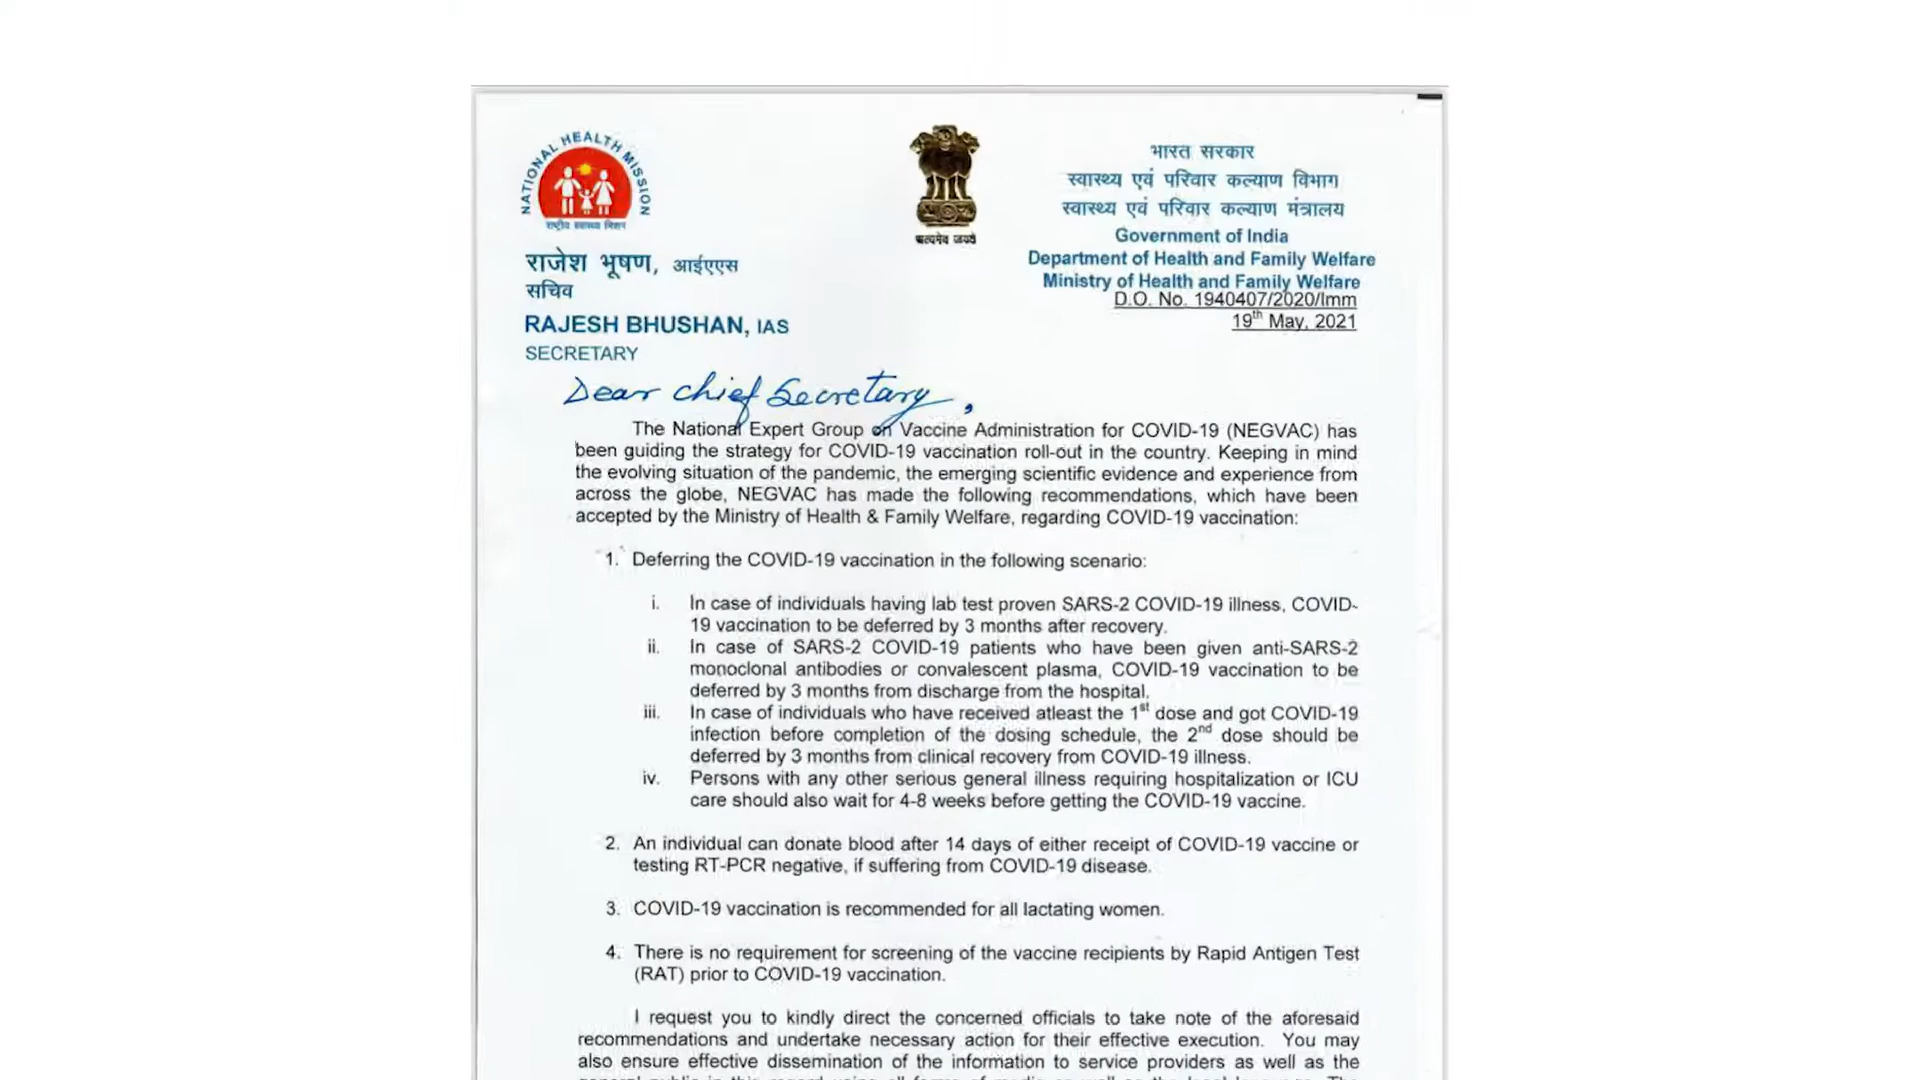 NATIONAL HEALTH MISSION
राष्ट्रीय स्वास्थ्य मिशन
सत्यमेव जयते
भारत सरकार
स्वास्थ्य एवं परिवार कल्याण विभाग
स्वास्थ्य एवं परिवार कल्याण मंत्रालय
Government of India
Department of Health and Family Welfare
Ministry of Health and Family Welfare
D.O. No. 1940407/2020/Imm
19th May, 2021
राजेश भूषण, आईएएस
सचिव
RAJESH BHUSHAN, IAS
SECRETARY
Dear Chief Secretary,
The National Expert Group on Vaccine Administration for COVID-19 (NEGVAC) has
been guiding the strategy for COVID-19 vaccination roll-out in the country. Keeping in mind
the evolving situation of the pandemic, the emerging scientific evidence and experience from
across the globe, NEGVAC has made the following recommendations, which have been
accepted by the Ministry of Health & Family Welfare, regarding COVID-19 vaccination:
1. Deferring the COVID-19 vaccination in the following scenario:
i. In case of individuals having lab test proven SARS-2 COVID-19 illness, COVID-
19 vaccination to be deferred by 3 months after recovery.
ii. In case of SARS-2 COVID-19 patients who have been given anti-SARS-2
monoclonal antibodies or convalescent plasma, COVID-19 vaccination to be
deferred by 3 months from discharge from the hospital.
iii. In case of individuals who have received atleast the 1st dose and got COVID-19
infection before completion of the dosing schedule, the 2nd dose should be
deferred by 3 months from clinical recovery from COVID-19 illness.
iv. Persons with any other serious general illness requiring hospitalization or ICU
care should also wait for 4-8 weeks before getting the COVID-19 vaccine.
2. An individual can donate blood after 14 days of either receipt of COVID-19 vaccine or
testing RT-PCR negative, if suffering from COVID-19 disease.
3. COVID-19 vaccination is recommended for all lactating women.
4. There is no requirement for screening of the vaccine recipients by Rapid Antigen Test
(RAT) prior to COVID-19 vaccination.
I request you to kindly direct the concerned officials to take note of the aforesaid
recommendations and undertake necessary action for their effective execution. You may
also ensure effective dissemination of the information to service providers as well as the